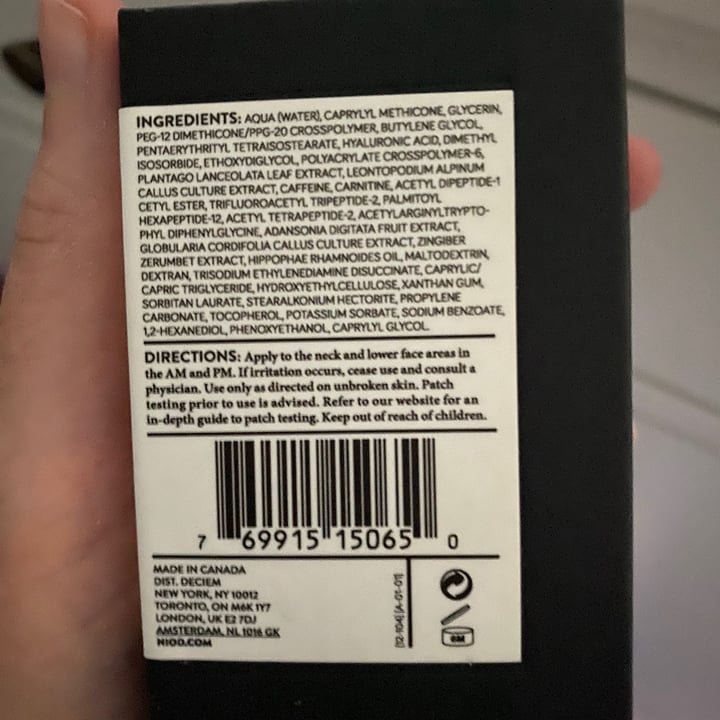 INGREDIENTS: AQUA (WATER), CAPRYLYL METHICONE, GLYCERIN,
PEG-12 DIMETHICONE/PPG-20 CROSSPOLYMER, BUTYLENE GLYCOL,
PENTAERYTHRITYL TETRAISOSTEARATE, HYALURONIC ACID, DIMETHYL
ISOSORBIDE, ETHOXYDIGLYCOL, POLYACRYLATE CROSSPOLYMER-6,
PLANTAGO LANCEOLATA LEAF EXTRACT, LEONTOPODIUM ALPINUM
CALLUS CULTURE EXTRACT, CAFFEINE, CARNITINE, ACETYL DIPEPTIDE-1
CETYL ESTER, TRIFLUOROACETYL TRIPEPTIDE-2, PALMITOYL
HEXAPEPTIDE-12, ACETYL TETRAPEPTIDE-2, ACETYLARGINYLTRYPTO-
PHYL DIPHENYLGLYCINE, ADANSONIA DIGITATA FRUIT EXTRACT,
GLOBULARIA CORDIFOLIA CALLUS CULTURE EXTRACT, ZINGIBER
ZERUMBET EXTRACT, HIPPOPHAE RHAMNOIDES OIL, MALTODEXTRIN,
DEXTRAN, TRISODIUM ETHYLENEDIAMINE DISUCCINATE, CAPRYLIC/
CAPRIC TRIGLYCERIDE, HYDROXYETHYLCELLULOSE, XANTHAN GUM,
SORBITAN LAURATE, STEARALKONIUM HECTORITE, PROPYLENE
CARBONATE, TOCOPHEROL, POTASSIUM SORBATE, SODIUM BENZOATE,
1,2-HEXANEDIOL, PHENOXYETHANOL, CAPRYLYL GLYCOL.
DIRECTIONS: Apply to the neck and lower face areas in
the AM and PM. If irritation occurs, cease use and consult a
physician. Use only as directed on unbroken skin. Patch
testing prior to use is advised. Refer to our website for an
in-depth guide to patch testing. Keep out of reach of children.
7 69915 15065 0
MADE IN CANADA
DIST. DECIEM
NEW YORK, NY 10012
TORONTO, ON M6K 1Y7
LONDON, UK E2 7DJ
AMSTERDAM, NL 1016 GK
NIOD.COM
[12-104] [A-01-01]
6M